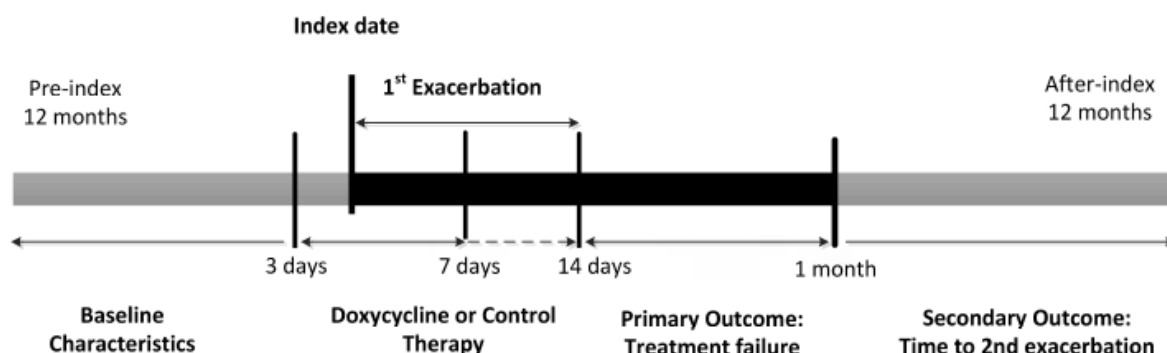 Index date
Pre-index
12 months
1st Exacerbation
After-index
12 months
3 days
7 days
14 days
1 month
Baseline
Characteristics
Doxycycline or Control
Therapy
Primary Outcome:
Treatment failure
Secondary Outcome:
Time to 2nd exacerbation